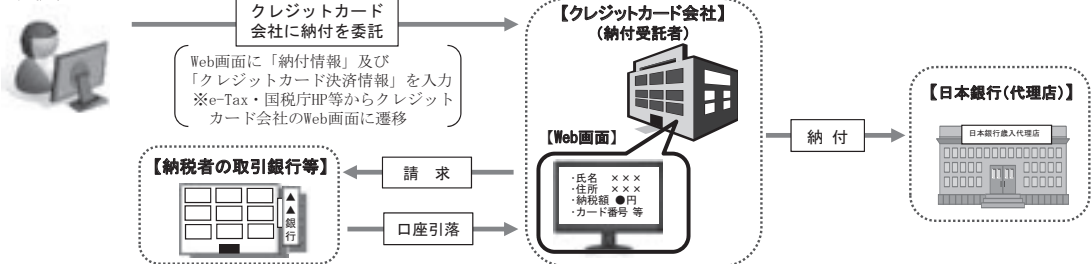 クレジットカード
会社に納付を委託
Web画面に「納付情報」及び
「クレジットカード決済情報」を入力
※e-Tax・国税庁HP等からクレジット
カード会社のWeb画面に遷移
【クレジットカード会社】
(納付受託者)
【Web画面】
・氏名 ×××
・住所 ×××
・納税額 ●円
・カード番号 等
納 付
【日本銀行(代理店)】
日本銀行歳入代理店
【納税者の取引銀行等】
▲▲銀行
請 求
口座引落